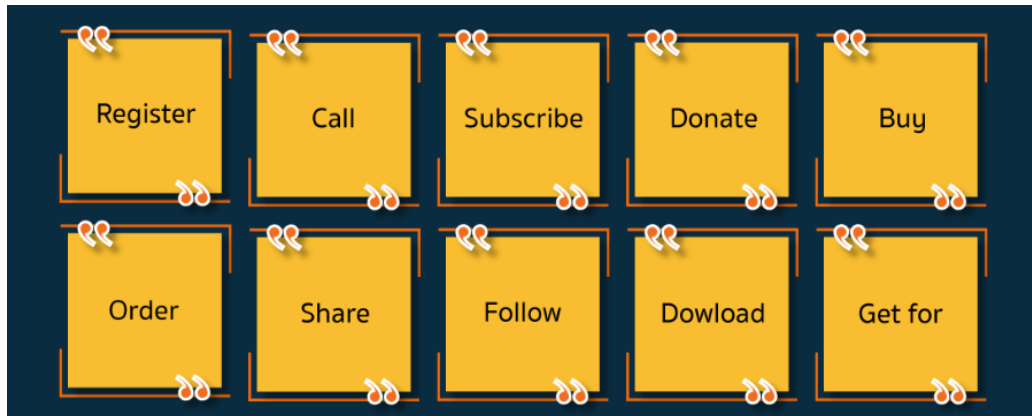 Register
Call
Subscribe
Donate
Buy
Order
Share
Follow
Dowload
Get for